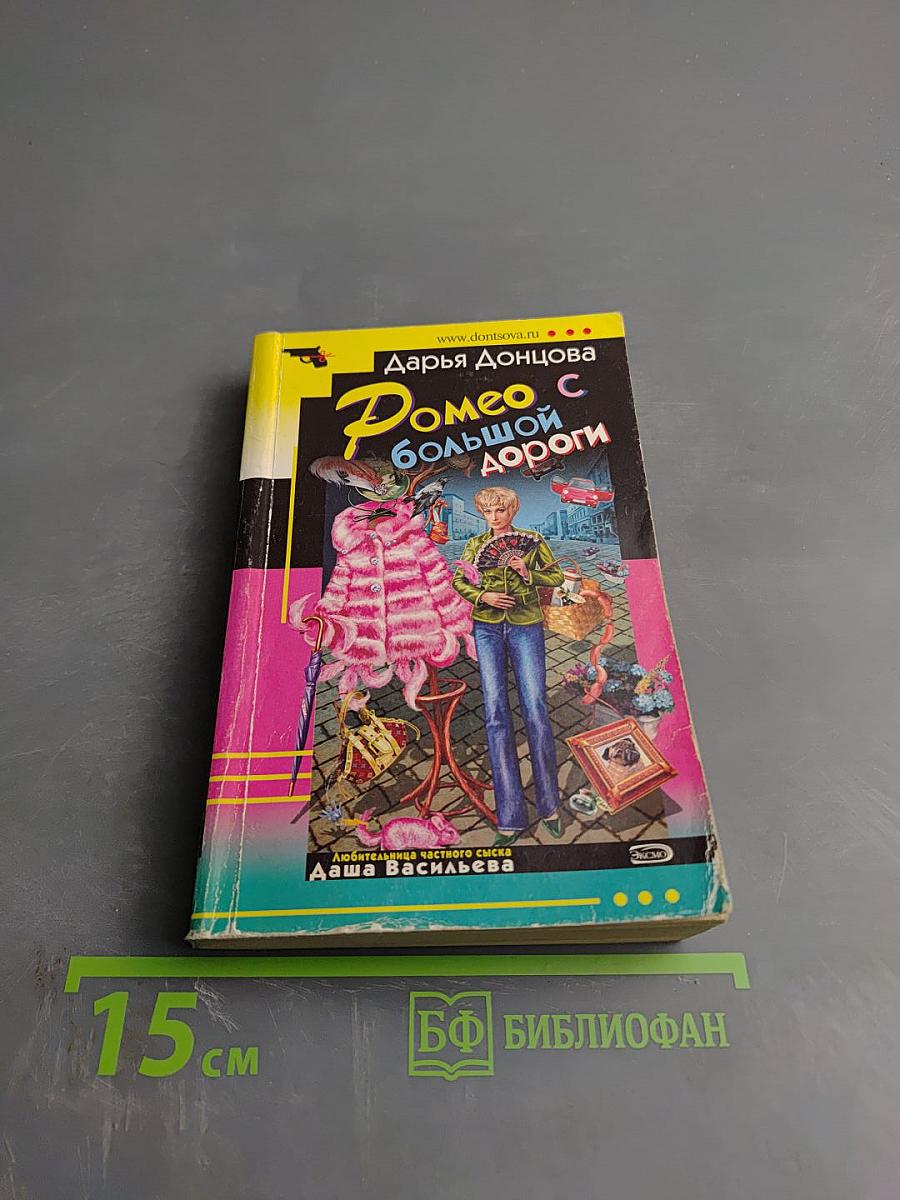 www.dontsova.ru
Дарья Донцова
Ромео с
большой
дороги
Любительница частного сыска
Даша Васильева
ЭКСМО
15 см
БФ БИБЛИОФАН